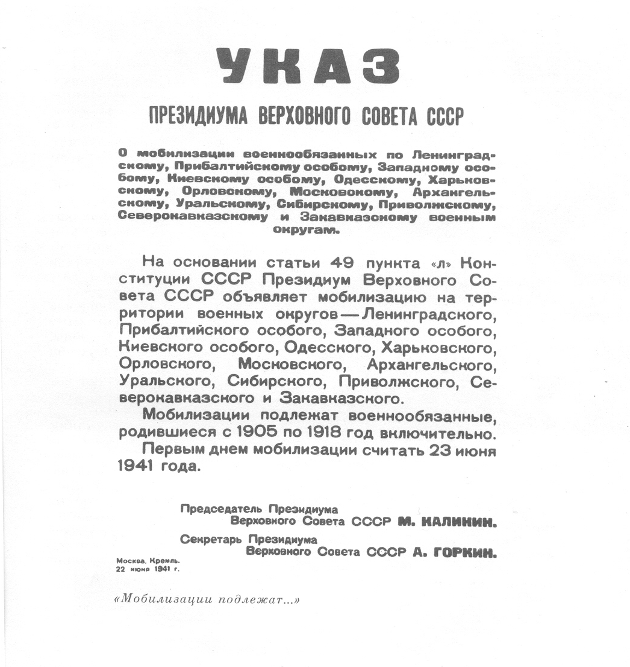 УКАЗ
ПРЕЗИДИУМА ВЕРХОВНОГО СОВЕТА СССР
О мобилизации военнообязанных по Ленинград-
скому, Прибалтийскому особому, Западному осо-
бому, Киевскому особому, Одесскому, Харьков-
скому, Орловскому, Московскому, Архангель-
скому, Уральскому, Сибирскому, Приволжскому,
Северокавказскому и Закавказскому военным
округам.
На основании статьи 49 пункта «л» Кон-
ституции СССР Президиум Верховного Со-
вета СССР объявляет мобилизацию на тер-
ритории военных округов — Ленинградского,
Прибалтийского особого, Западного особого,
Киевского особого, Одесского, Харьковского,
Орловского, Московского, Архангельского,
Уральского, Сибирского, Приволжского, Се-
верокавказского и Закавказского.
Мобилизации подлежат военнообязанные,
родившиеся с 1905 по 1918 год включительно.
Первым днем мобилизации считать 23 июня
1941 года.
Председатель Президиума
Верховного Совета СССР М. КАЛИНИН.
Секретарь Президиума
Верховного Совета СССР А. ГОРКИН.
Москва, Кремль.
22 июня 1941 г.
«Мобилизации подлежат...»